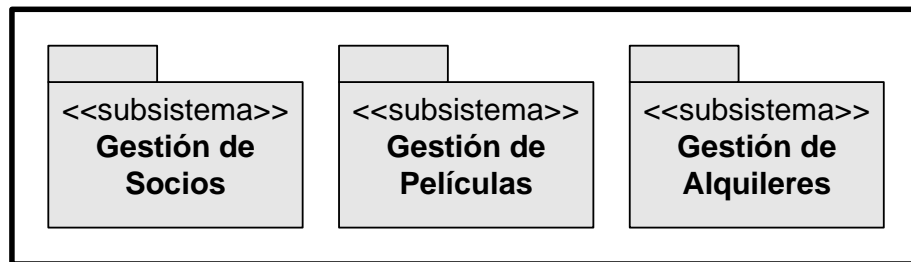 <<subsistema>>
Gestión de
Socios
<<subsistema>>
Gestión de
Películas
<<subsistema>>
Gestión de
Alquileres